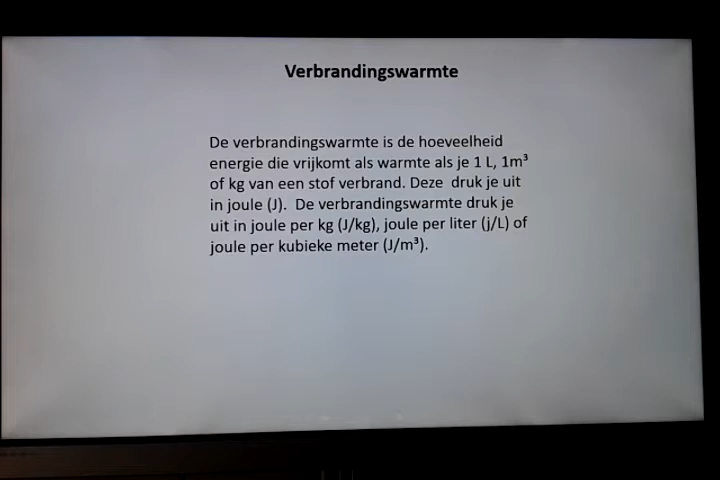 Verbrandingswarmte
De verbrandingswarmte is de hoeveelheid
energie die vrijkomt als warmte als je 1 L, 1m³
of kg van een stof verbrand. Deze druk je uit
in joule (J). De verbrandingswarmte druk je
uit in joule per kg (J/kg), joule per liter (j/L) of
joule per kubieke meter (J/m³).